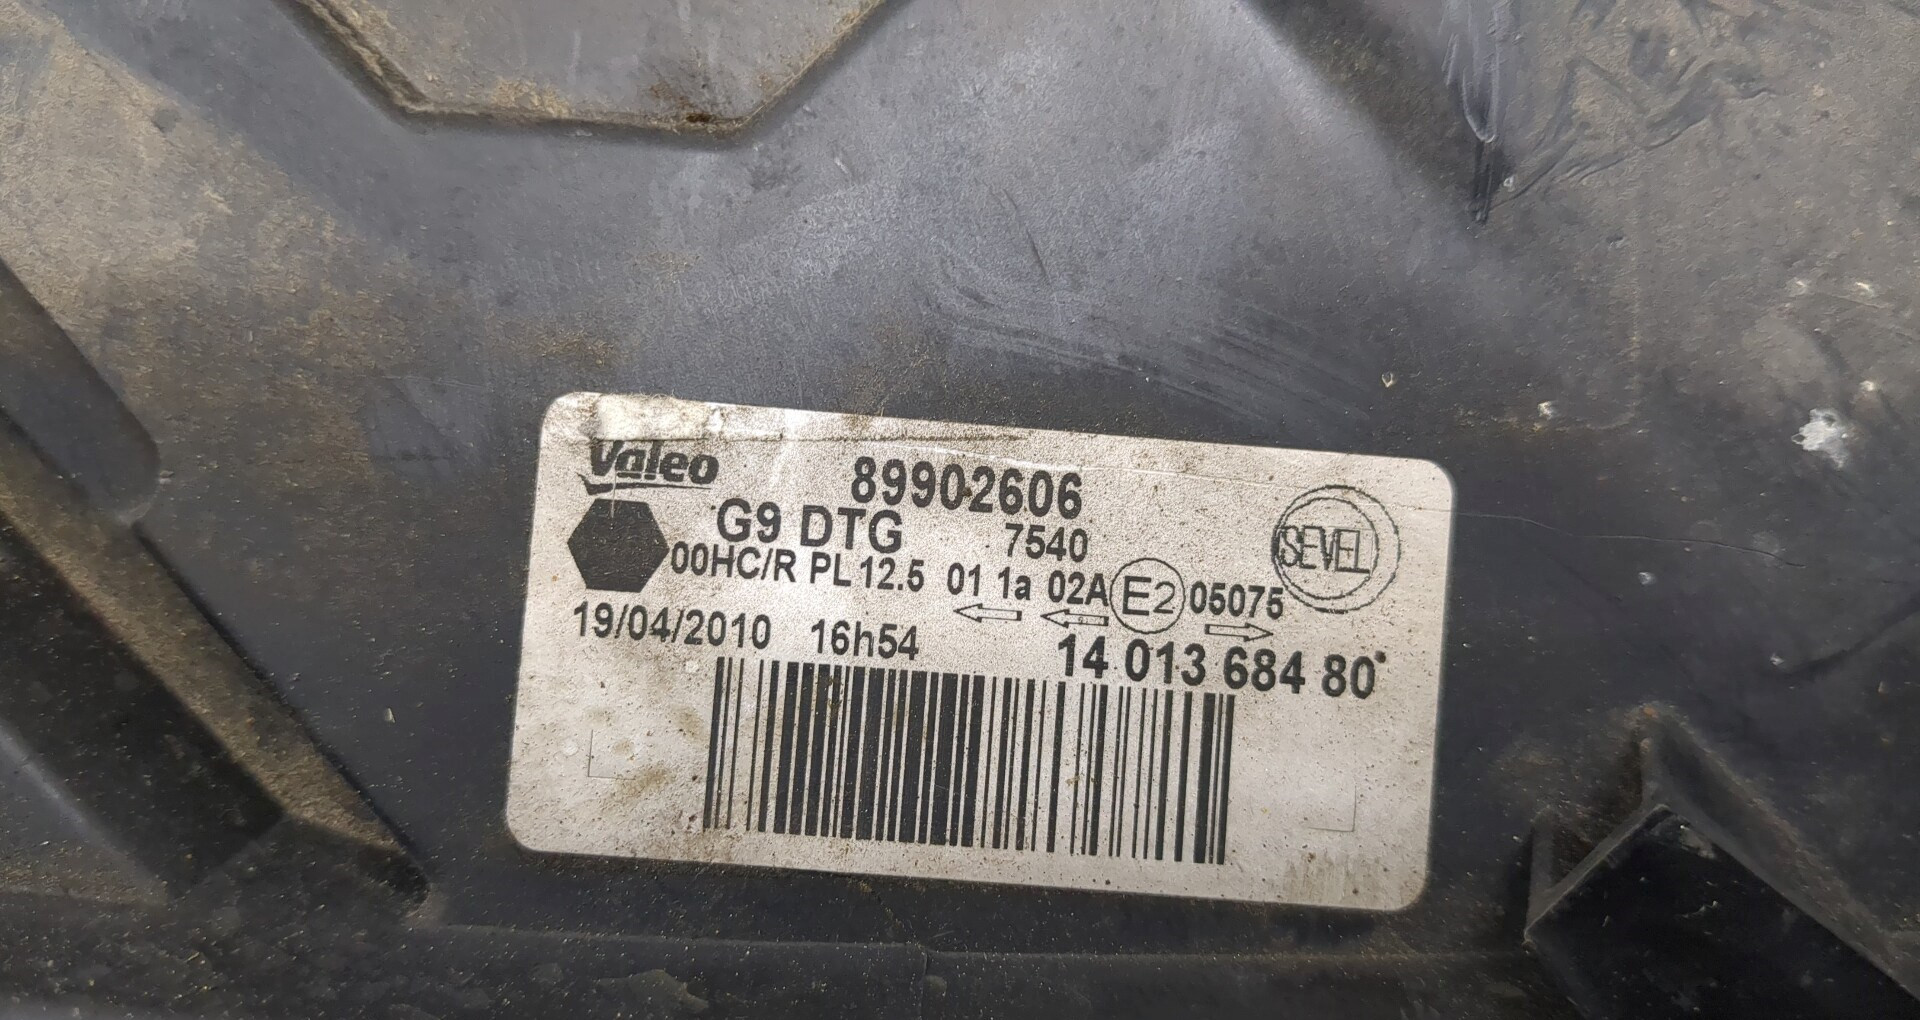 Valeo 89902606
G9 DTG 7540
SEVEL
00HC/R PL 12.5 01 1a 02A E2 05075
19/04/2010 16h54
14 013 684 80